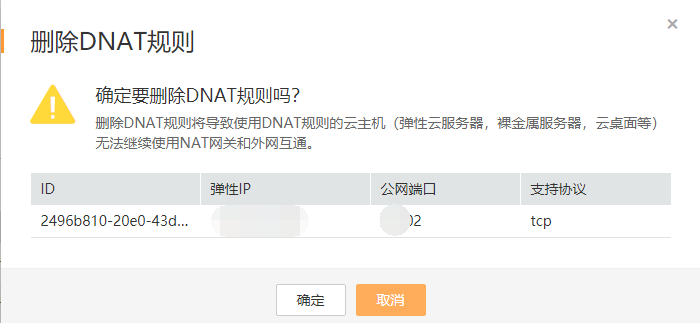 删除DNAT规则
确定要删除DNAT规则吗？
删除DNAT规则将导致使用DNAT规则的云主机（弹性云服务器，裸金属服务器，云桌面等）
无法继续使用NAT网关和外网互通。
ID 弹性IP 公网端口 支持协议
2496b810-20e0-43d... 02 tcp
确定 取消